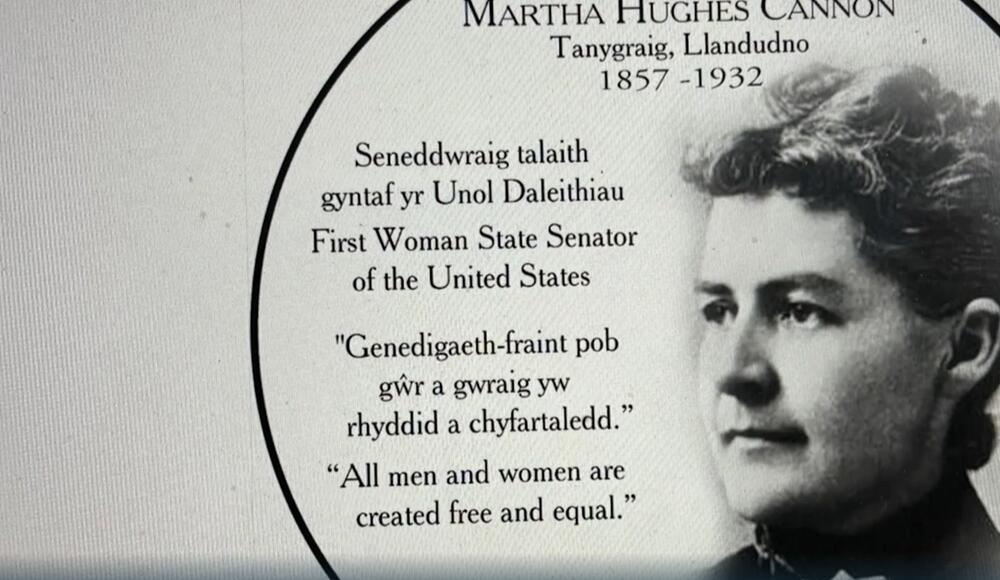 MARTHA HUGHES CANNON
Tanygraig, Llandudno
1857 -1932
Seneddwraig talaith
gyntaf yr Unol Daleithiau
First Woman State Senator
of the United States
"Genedigaeth-fraint pob
gŵr a gwraig yw
rhyddid a chyfartaledd.”
“All men and women are
created free and equal.”